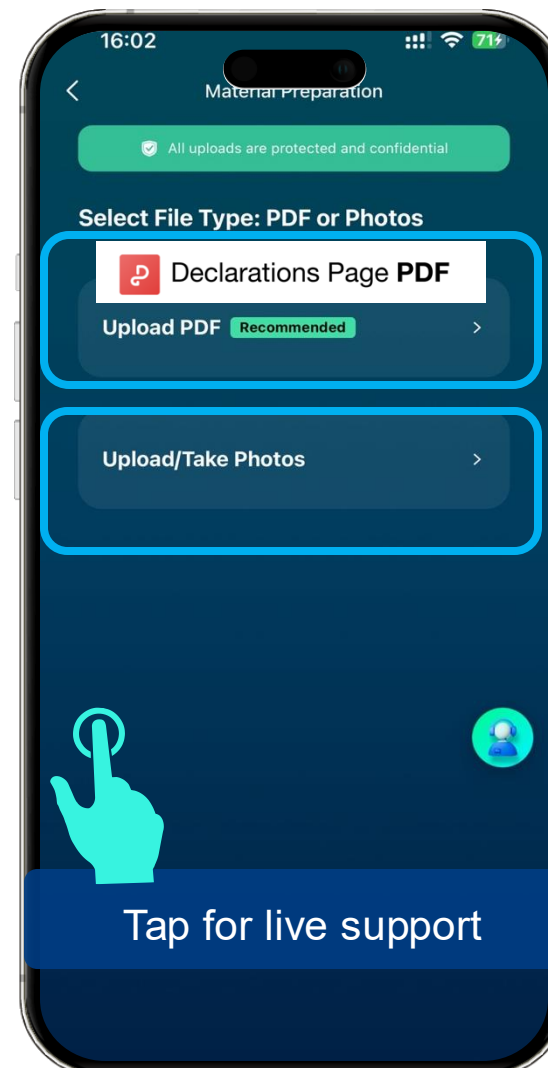 16:02
71
Material Preparation
All uploads are protected and confidential
Select File Type: PDF or Photos
Declarations Page PDF
Upload PDF Recommended
Upload/Take Photos
Tap for live support